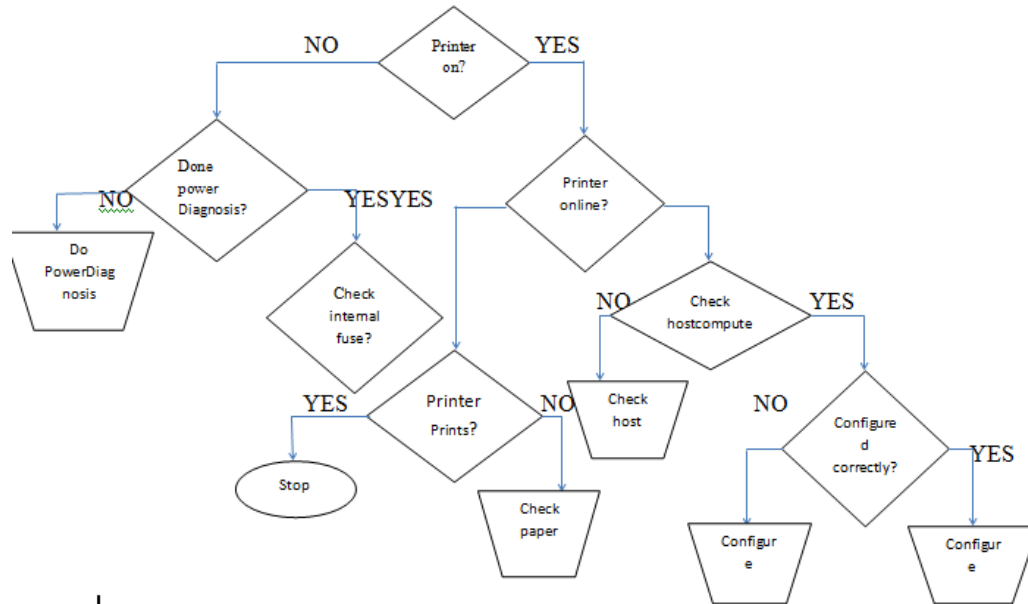 NO
Printer
on?
YES
Done
power
Diagnosis?
NO
YESYES
Printer
online?
Do
PowerDiag
nosis
Check
internal
fuse?
NO
Check
hostcompute
YES
YES
Printer
Prints?
NO
Check
host
NO
Configure
d
correctly?
YES
Stop
Check
paper
Configur
e
Configur
e